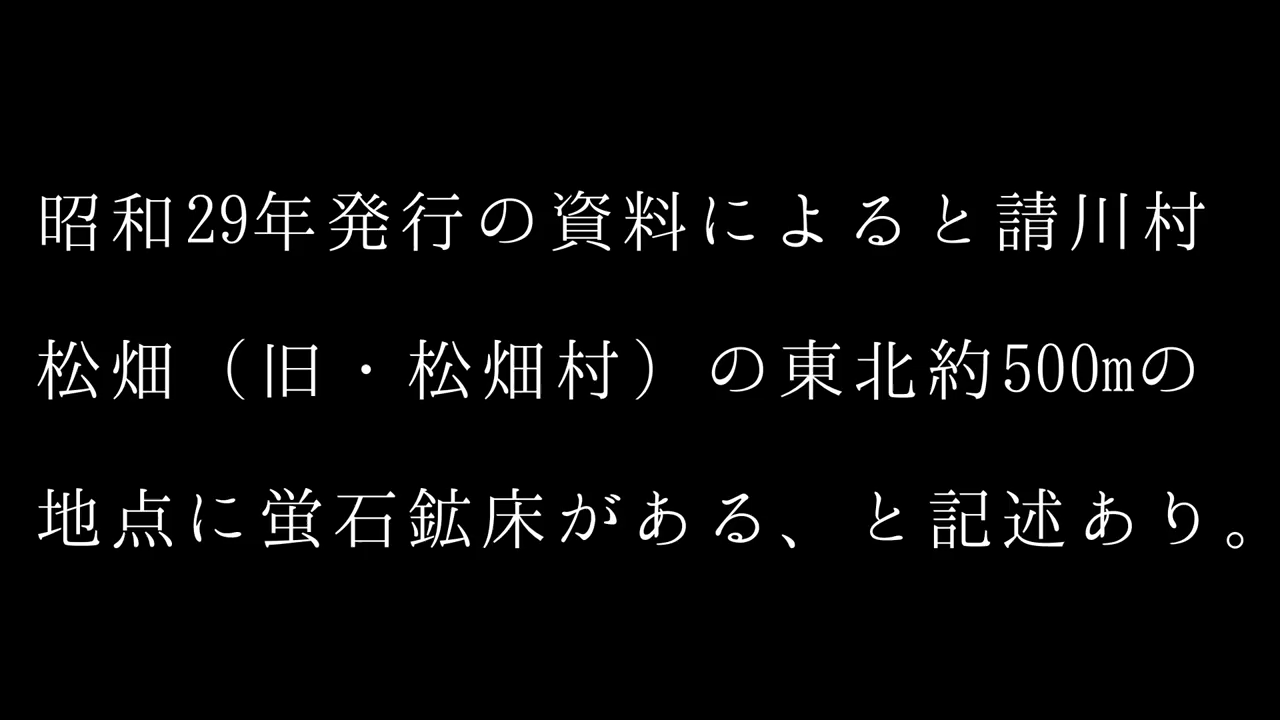 昭和29年発行の資料によると請川村
松畑（旧・松畑村）の東北約500mの
地点に蛍石鉱床がある、と記述あり。